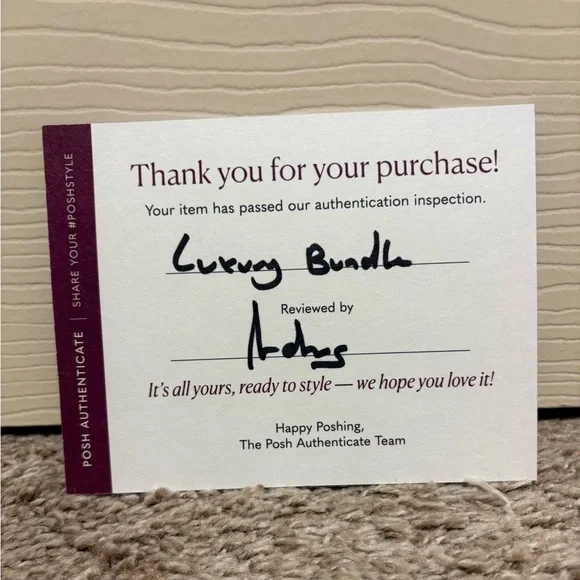 Thank you for your purchase!
Your item has passed our authentication inspection.
Luxury Bundle
Reviewed by
It's all yours, ready to style — we hope you love it!
Happy Poshing,
The Posh Authenticate Team
POSH AUTHENTICATE | SHARE YOUR #POSHSTYLE